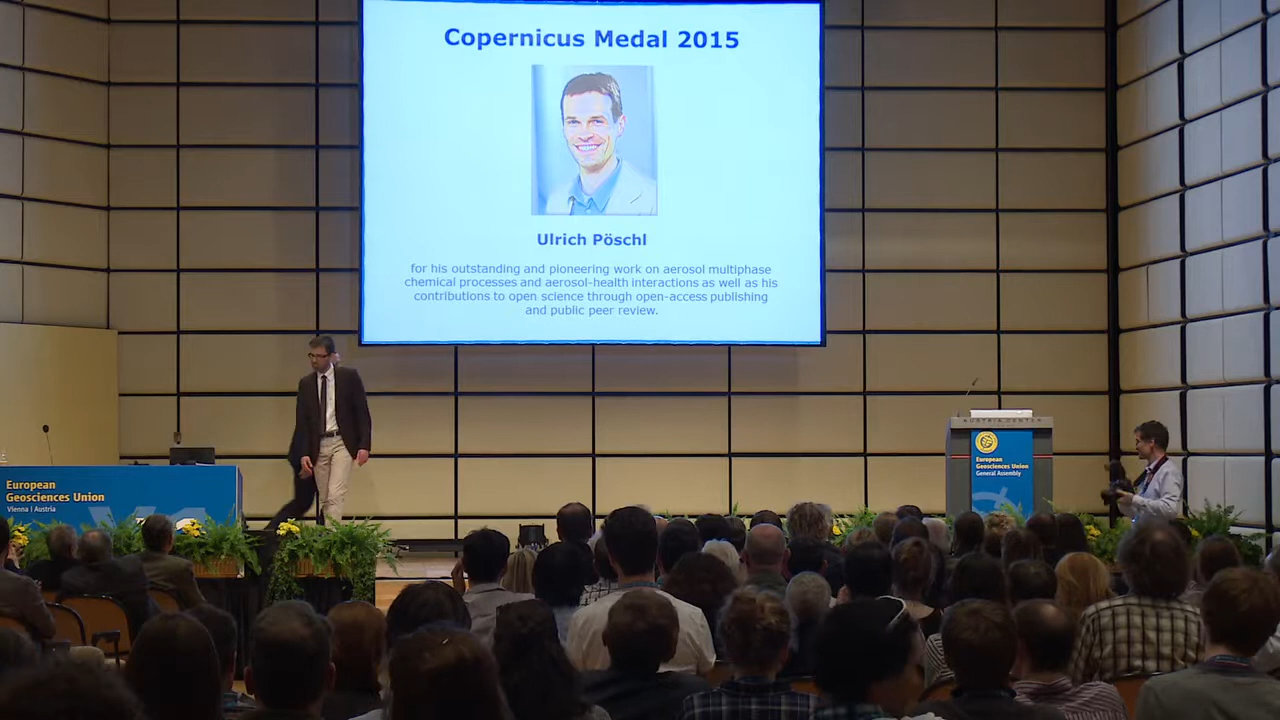 Copernicus Medal 2015
Ulrich Pöschl
for his outstanding and pioneering work on aerosol multiphase
chemical processes and aerosol-health interactions as well as his
contributions to open science through open-access publishing
and public peer review.
AUSTRIA CENTER
European
Geosciences Union
General Assembly
European
Geosciences Union
Vienna | Austria